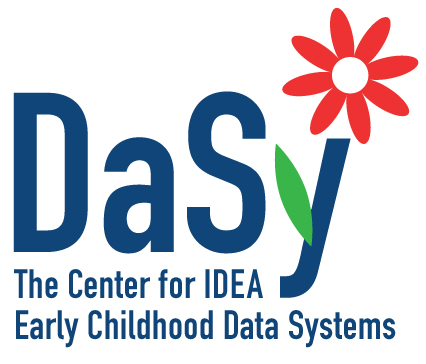 DaSy
The Center for IDEA
Early Childhood Data Systems